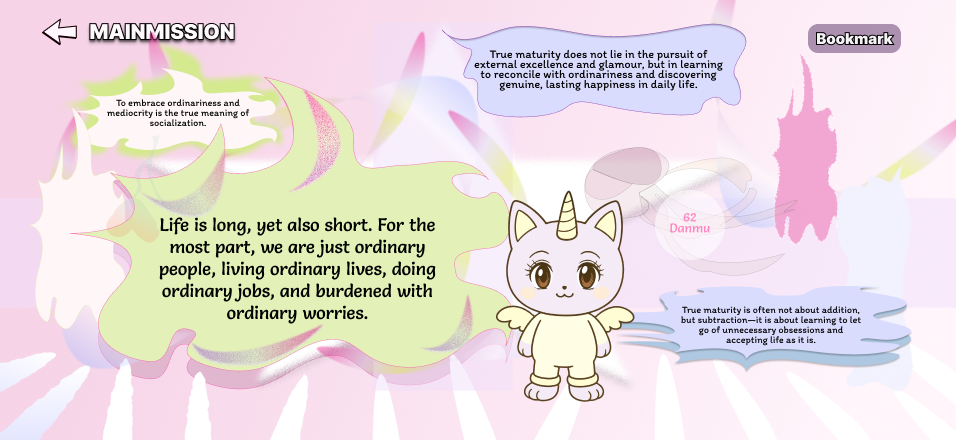 MAINMISSION
Bookmark
True maturity does not lie in the pursuit of
external excellence and glamour, but in learning
to reconcile with ordinariness and discovering
genuine, lasting happiness in daily life.
To embrace ordinariness and
mediocrity is the true meaning of
socialization.
Life is long, yet also short. For the
most part, we are just ordinary
people, living ordinary lives, doing
ordinary jobs, and burdened with
ordinary worries.
62
Danmu
True maturity is often not about addition,
but subtraction—it is about learning to let
go of unnecessary obsessions and
accepting life as it is.